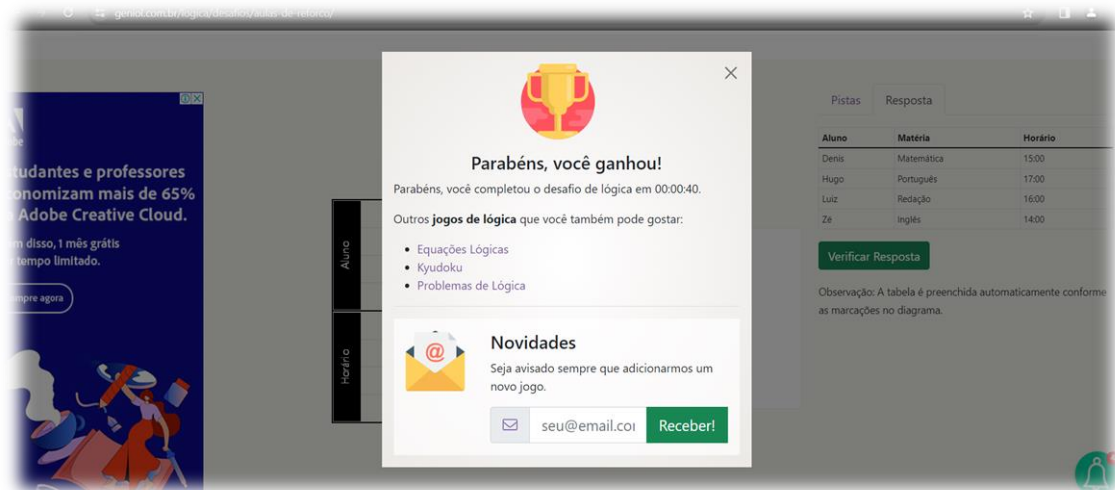 geniol.com.br/logica/desafios/aulas-de-reforco/
tudantes e professores
onomizam mais de 65%
Adobe Creative Cloud.
m disso, 1 mês grátis
tempo limitado.
mpre agora
Aluno
Horário
Parabéns, você ganhou!
Parabéns, você completou o desafio de lógica em 00:00:40.
Outros jogos de lógica que você também pode gostar:
• Equações Lógicas
• Kyudoku
• Problemas de Lógica
@
Novidades
Seja avisado sempre que adicionarmos um
novo jogo.
seu@email.co
Receber!
Pistas Resposta
Aluno Matéria Horário
Denis Matemática 15:00
Hugo Português 17:00
Luiz Redação 16:00
Zé Inglês 14:00
Verificar Resposta
Observação: A tabela é preenchida automaticamente conforme
as marcações no diagrama.